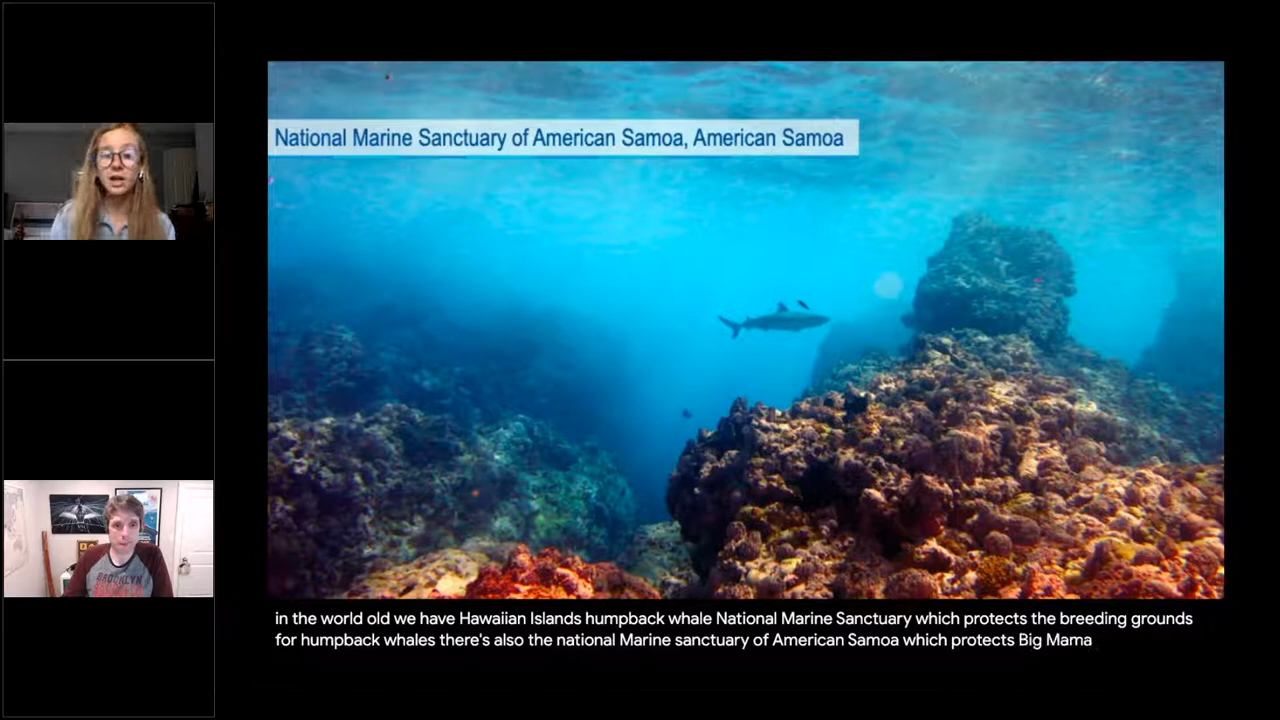 National Marine Sanctuary of American Samoa, American Samoa
BROOKLYN
in the world old we have Hawaiian Islands humpback whale National Marine Sanctuary which protects the breeding grounds
for humpback whales there's also the national Marine sanctuary of American Samoa which protects Big Mama